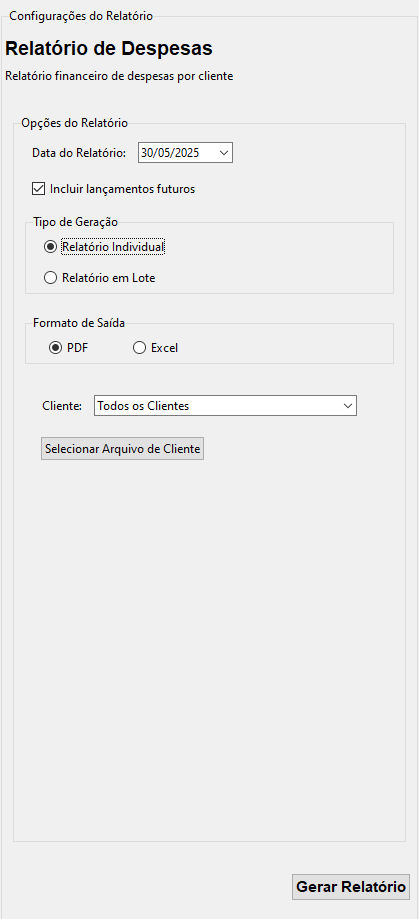 Configurações do Relatório
Relatório de Despesas
Relatório financeiro de despesas por cliente
Opções do Relatório
Data do Relatório: 30/05/2025
Incluir lançamentos futuros
Tipo de Geração
Relatório Individual
Relatório em Lote
Formato de Saída
PDF Excel
Cliente: Todos os Clientes
Selecionar Arquivo de Cliente
Gerar Relatório